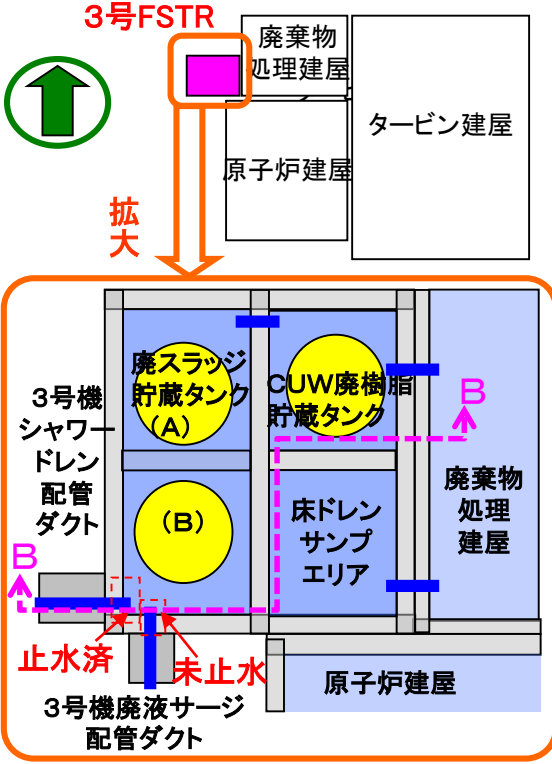 3号FSTR
廃棄物
処理建屋
タービン建屋
原子炉建屋
拡
大
廃スラッジ
貯蔵タンク
（A）
CUW廃樹脂
貯蔵タンク
3号機
シャワー
ドレン
配管
ダクト
B
廃棄物
処理
建屋
（B）
床ドレン
サンプ
エリア
B
止水済
未止水
原子炉建屋
3号機廃液サージ
配管ダクト